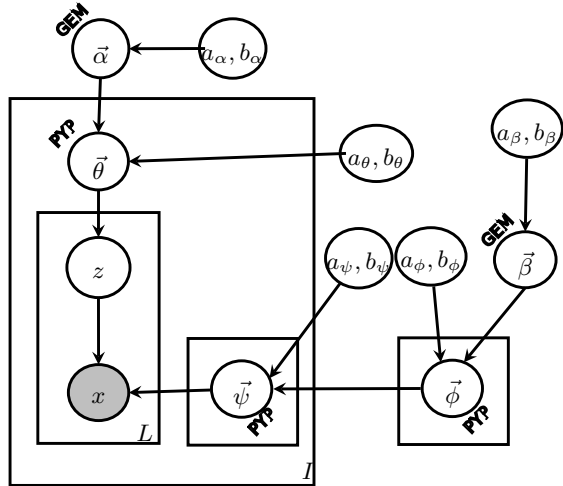 GEM
α⃗
a_α, b_α
PYP
θ⃗
a_θ, b_θ
a_β, b_β
GEM
β⃗
z
a_ψ, b_ψ
a_ϕ, b_ϕ
x
ψ⃗
PYP
ϕ⃗
PYP
L
I